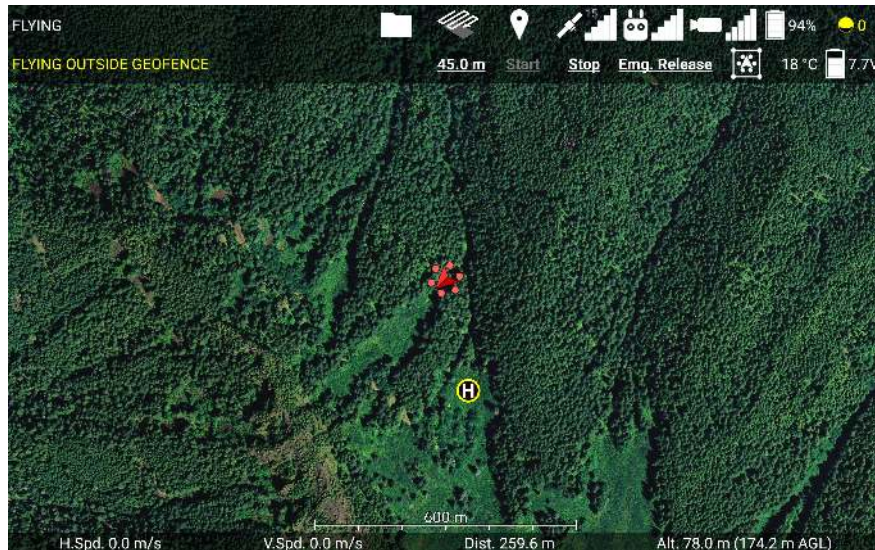 FLYING
15
94%
0
FLYING OUTSIDE GEOFENCE
45.0 m
Start
Stop
Emg. Release
18 °C
7.7V
H
600 m
H.Spd. 0.0 m/s
V.Spd. 0.0 m/s
Dist. 259.6 m
Alt. 78.0 m (174.2 m AGL)